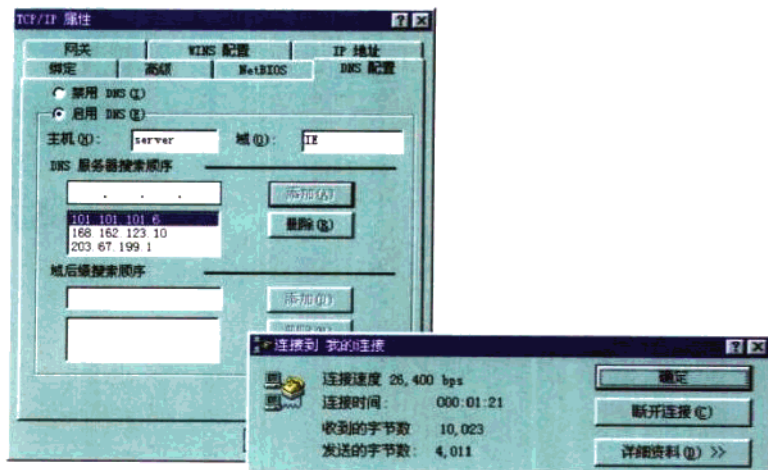 TCP/IP 属性
网关 WINS 配置 IP 地址
绑定 高级 NetBIOS DNS 配置
禁用 DNS(I)
启用 DNS(E)
主机(H): server 域(O): IE
DNS 服务器搜索顺序
添加(A)
101.101.101.6
删除(R)
168.162.123.10
203.67.199.1
域后缀搜索顺序
添加(D)
连接到 我的连接
连接速度 26,400 bps
确定
连接时间: 000:01:21
断开连接(C)
收到的字节数 10,023
发送的字节数: 4,011
详细资料(D) >>